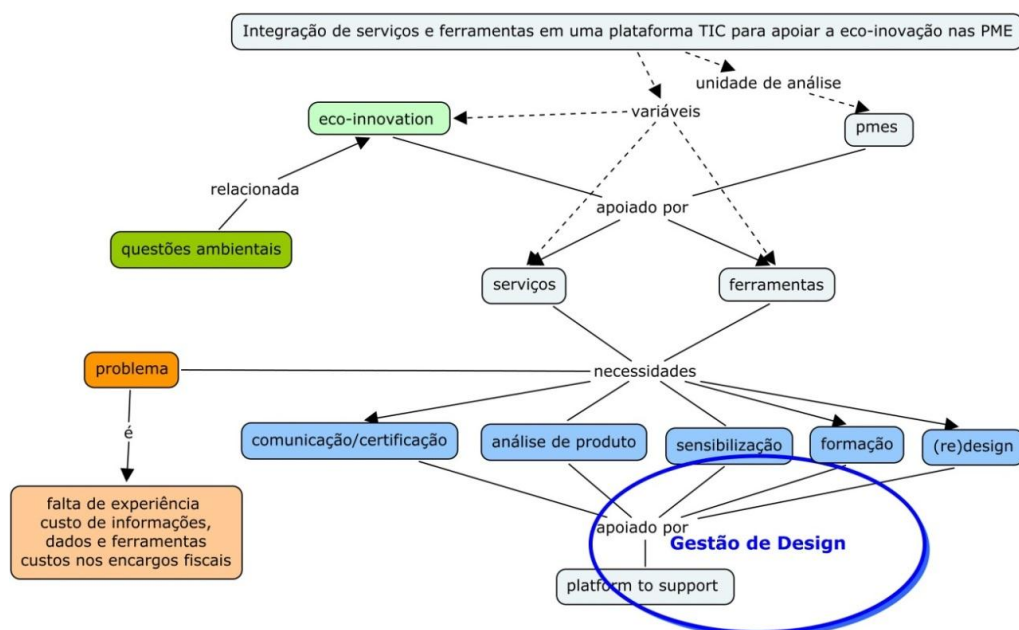 Integração de serviços e ferramentas em uma plataforma TIC para apoiar a eco-inovação nas PME
unidade de análise
eco-innovation
variáveis
pmes
relacionada
apoiado por
questões ambientais
serviços
ferramentas
problema
necessidades
é
comunicação/certificação
análise de produto
sensibilização
formação
(re)design
falta de experiência
custo de informações,
dados e ferramentas
custos nos encargos fiscais
apoiado por
Gestão de Design
platform to support